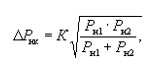 ΔPнк = K√((Pн1 · Pн2) / (Pн1 + Pн2)),